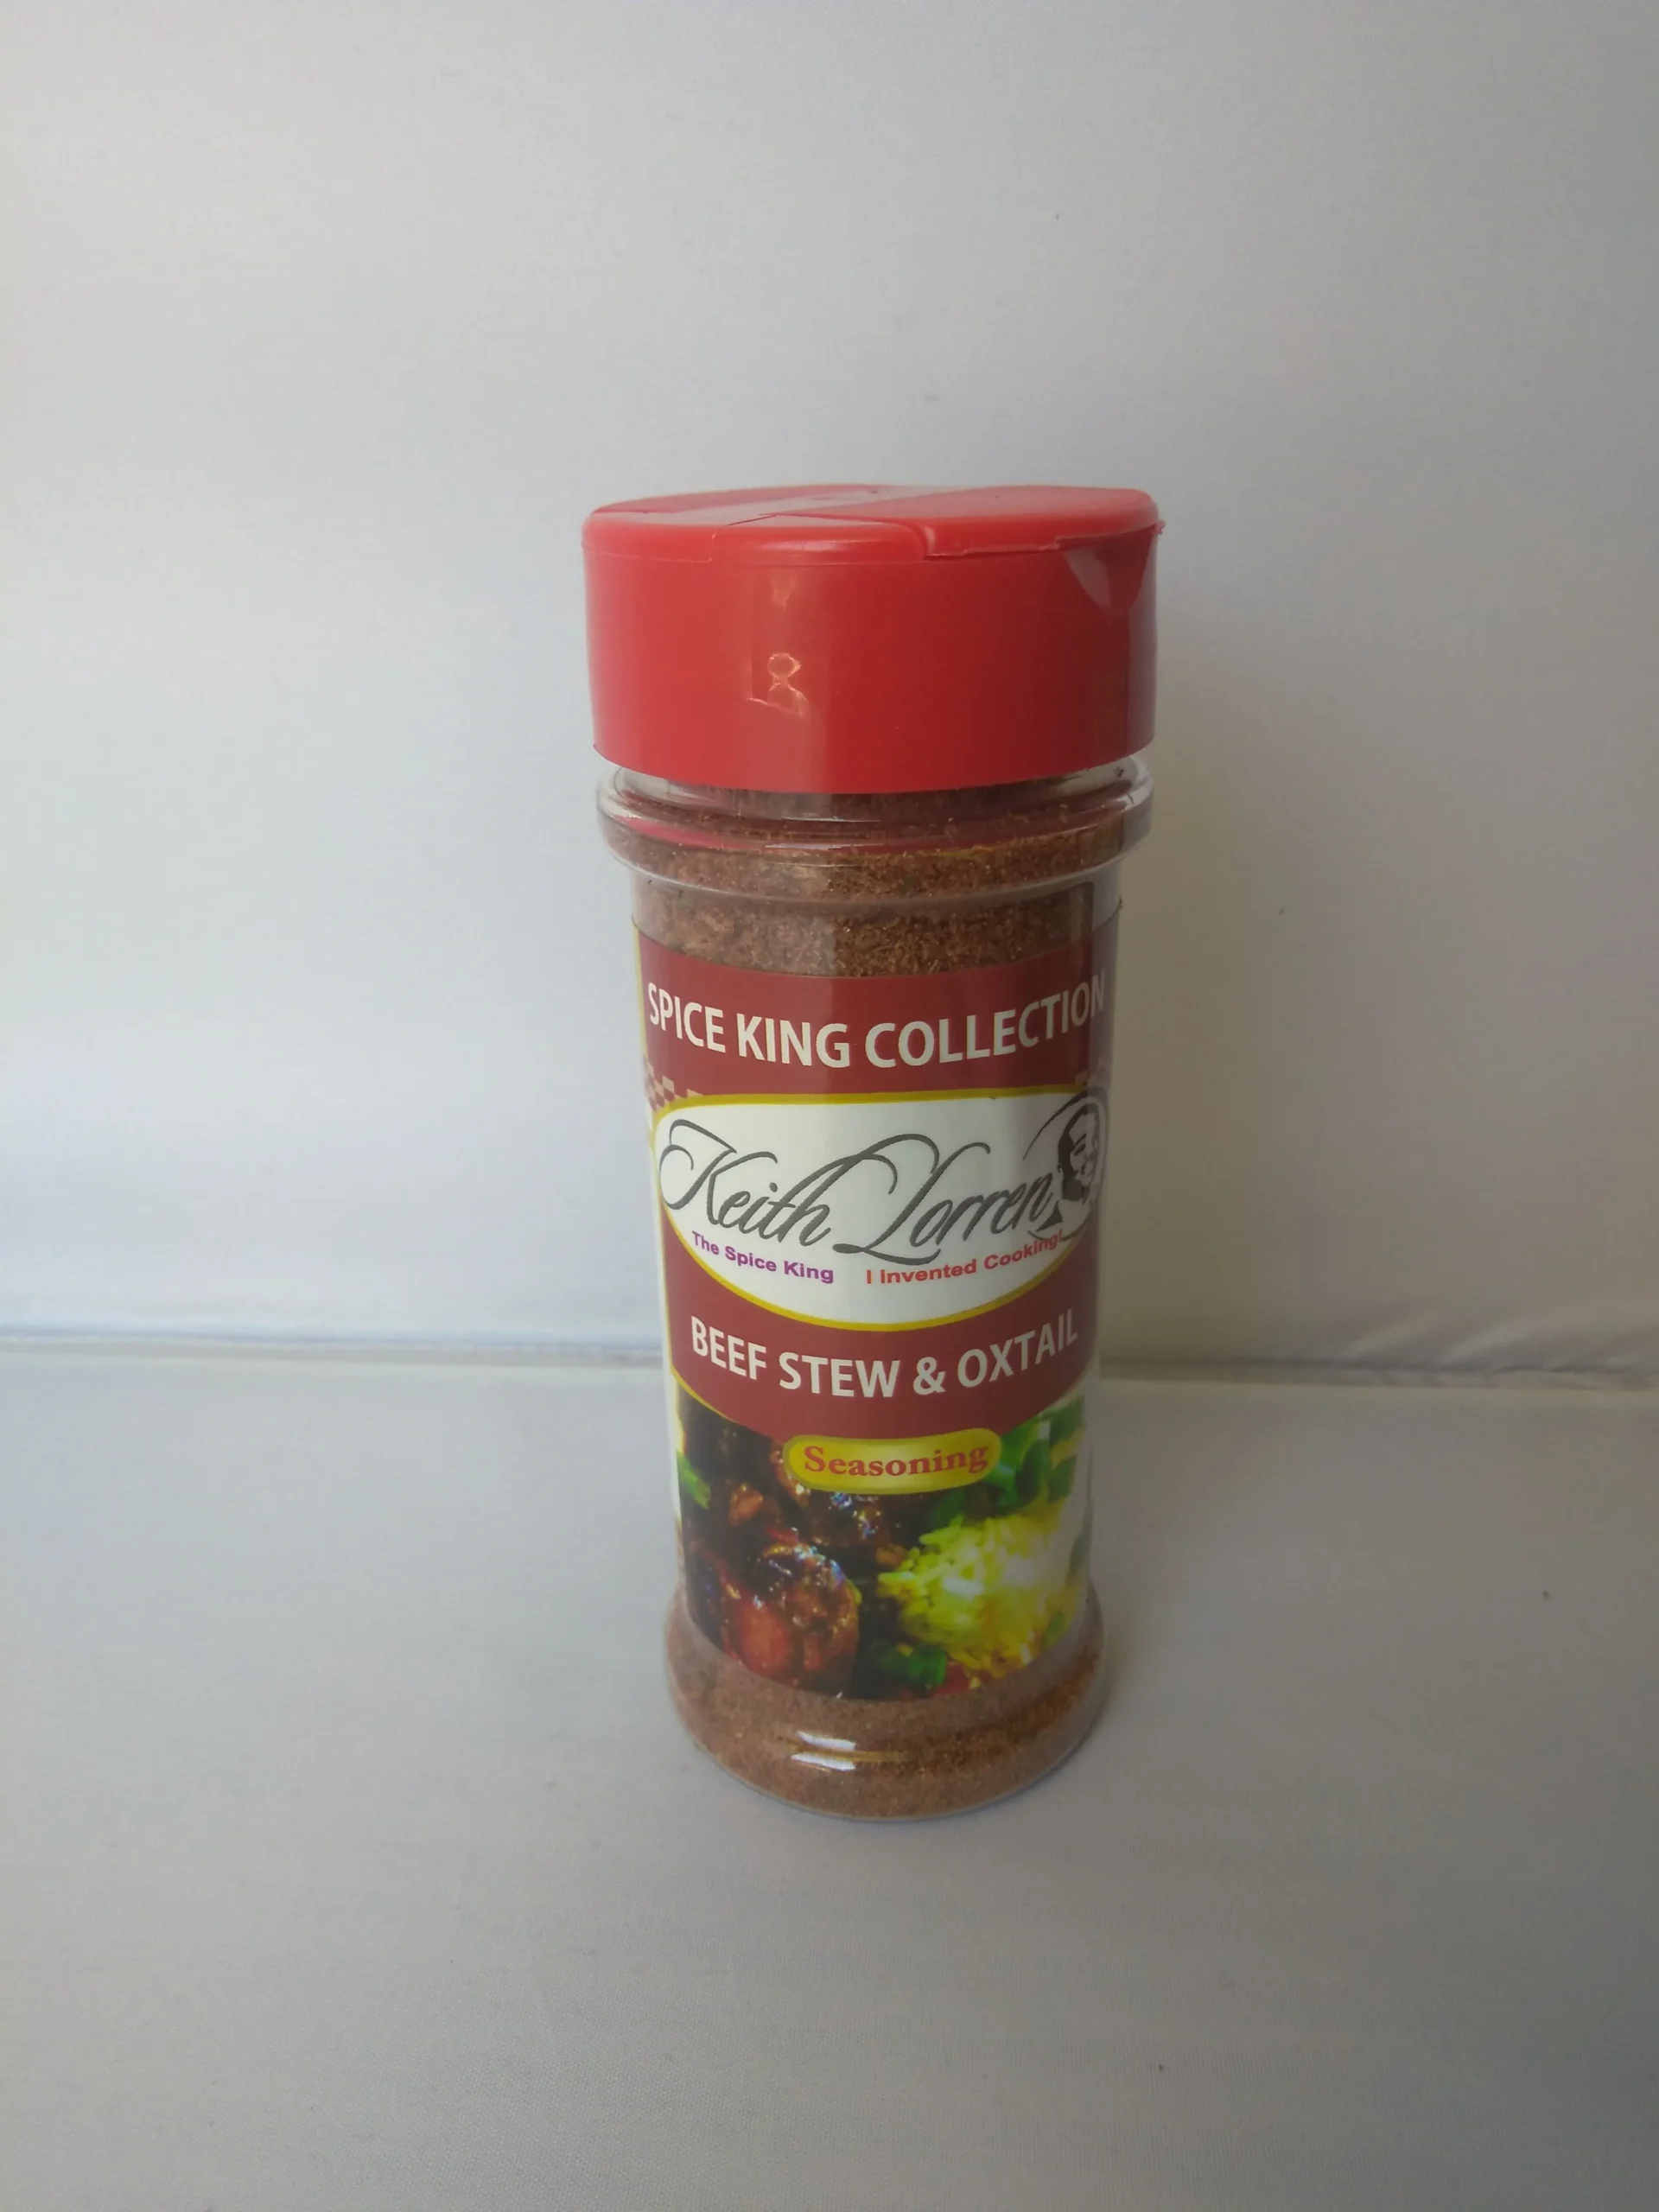 SPICE KING COLLECTION
Keith Lorren
The Spice King I Invented Cooking!
BEEF STEW & OXTAIL
Seasoning